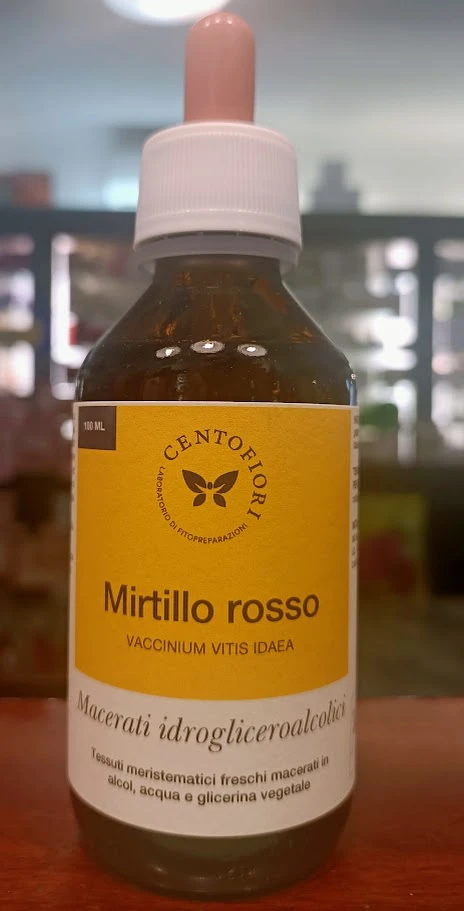 100 ML
CENTOFIORI
LABORATORIO DI FITOPREPARAZIONI
Mirtillo rosso
VACCINIUM VITIS IDAEA
Macerati idrogliceroalcolici
Tessuti meristematici freschi macerati in
alcol, acqua e glicerina vegetale